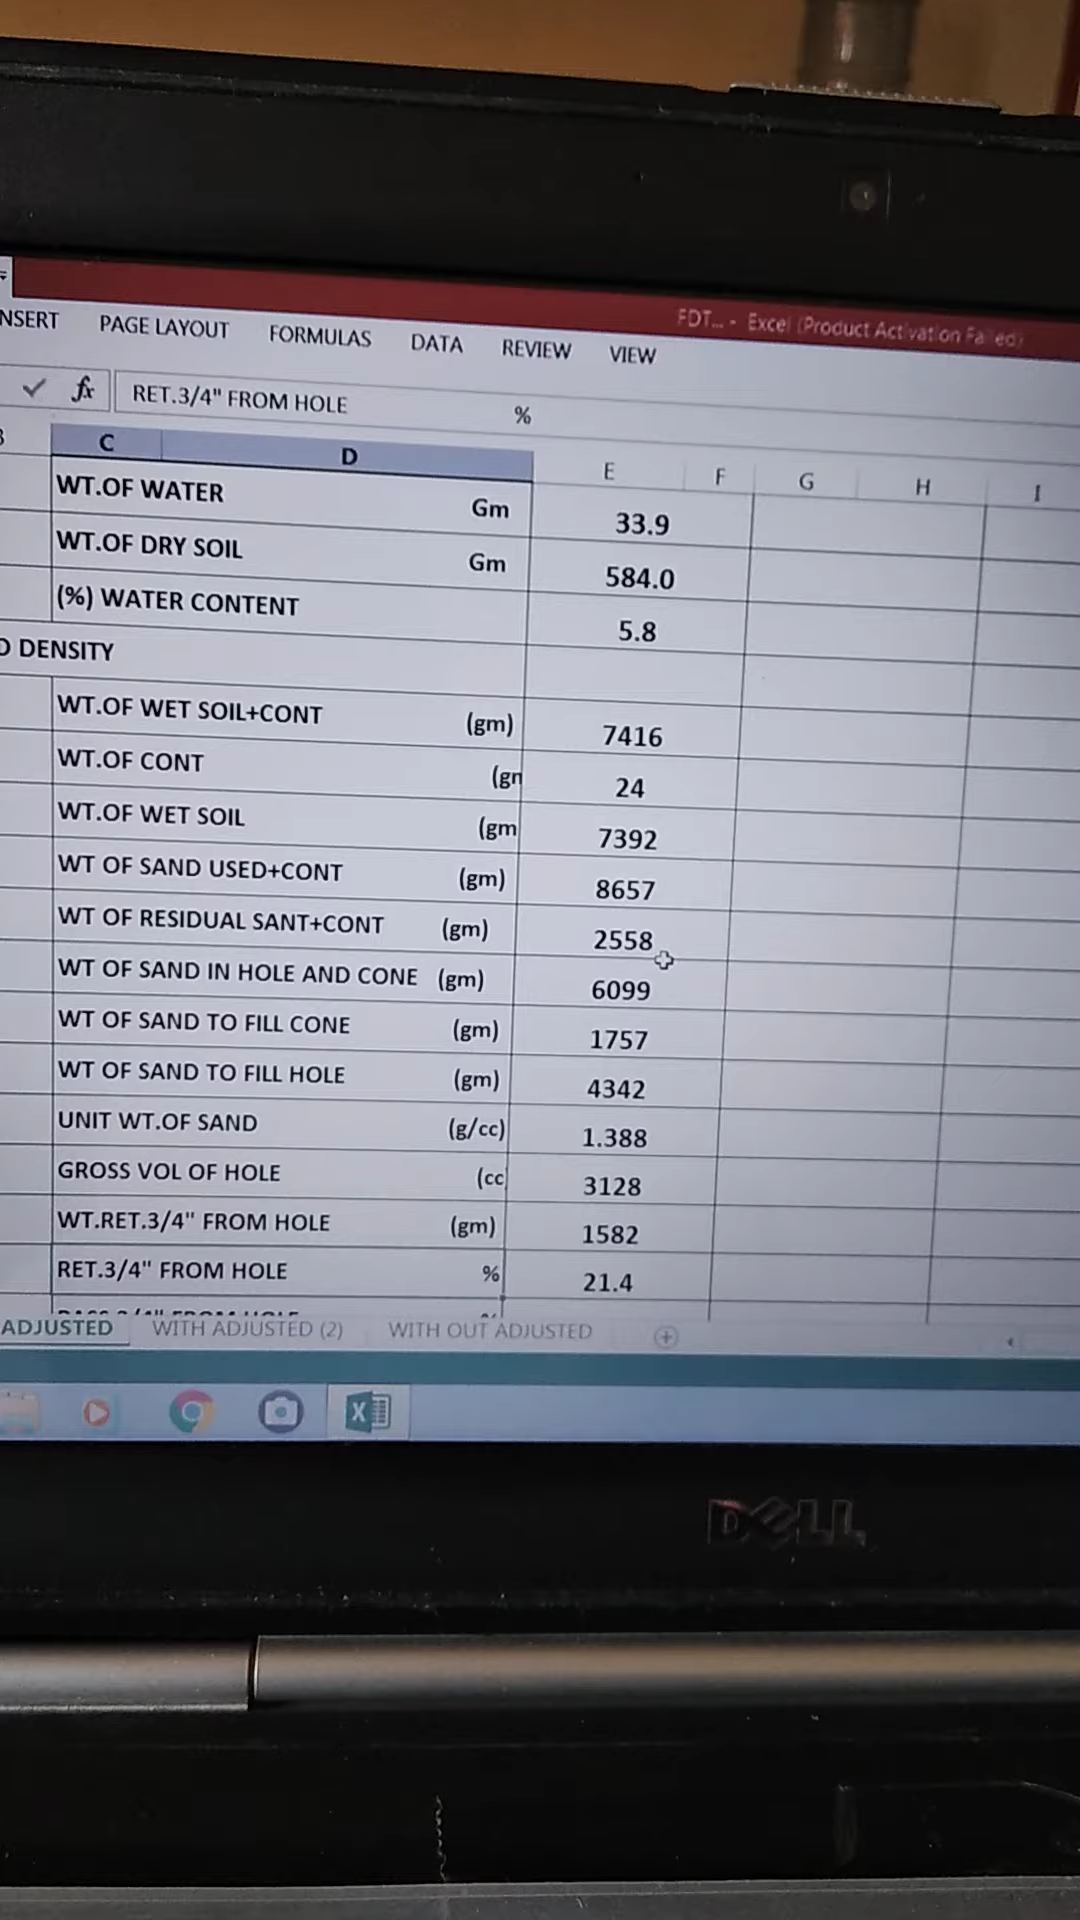 FDT... - Excel (Product Activation Failed)
NSERT PAGE LAYOUT FORMULAS DATA REVIEW VIEW
fx RET.3/4" FROM HOLE %
C D E F G H I
WT.OF WATER Gm 33.9
WT.OF DRY SOIL Gm 584.0
(%) WATER CONTENT 5.8
D DENSITY
WT.OF WET SOIL+CONT (gm) 7416
WT.OF CONT (gn 24
WT.OF WET SOIL (gm 7392
WT OF SAND USED+CONT (gm) 8657
WT OF RESIDUAL SANT+CONT (gm) 2558
WT OF SAND IN HOLE AND CONE (gm) 6099
WT OF SAND TO FILL CONE (gm) 1757
WT OF SAND TO FILL HOLE (gm) 4342
UNIT WT.OF SAND (g/cc) 1.388
GROSS VOL OF HOLE (cc 3128
WT.RET.3/4" FROM HOLE (gm) 1582
RET.3/4" FROM HOLE % 21.4
ADJUSTED WITH ADJUSTED (2) WITH OUT ADJUSTED
X
DELL